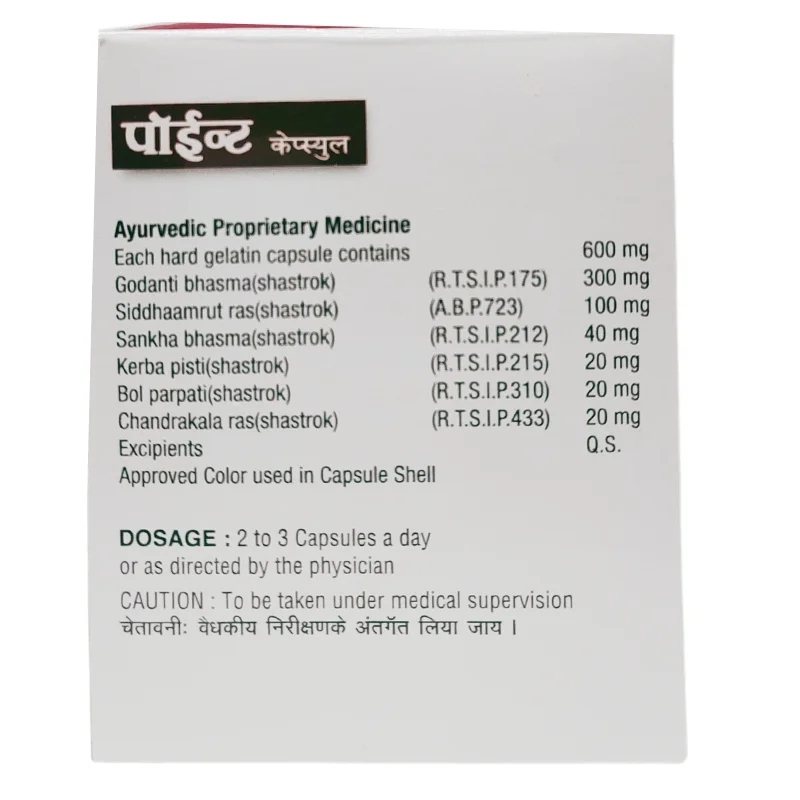 पॉईन्ट केप्स्युल
Ayurvedic Proprietary Medicine
Each hard gelatin capsule contains 600 mg
Godanti bhasma(shastrok) (R.T.S.I.P.175) 300 mg
Siddhaamrut ras(shastrok) (A.B.P.723) 100 mg
Sankha bhasma(shastrok) (R.T.S.I.P.212) 40 mg
Kerba pisti(shastrok) (R.T.S.I.P.215) 20 mg
Bol parpati(shastrok) (R.T.S.I.P.310) 20 mg
Chandrakala ras(shastrok) (R.T.S.I.P.433) 20 mg
Excipients Q.S.
Approved Color used in Capsule Shell
DOSAGE : 2 to 3 Capsules a day
or as directed by the physician
CAUTION : To be taken under medical supervision
चेतावनीः वैधकीय निरीक्षणके अंतर्गॅत लिया जाय ।